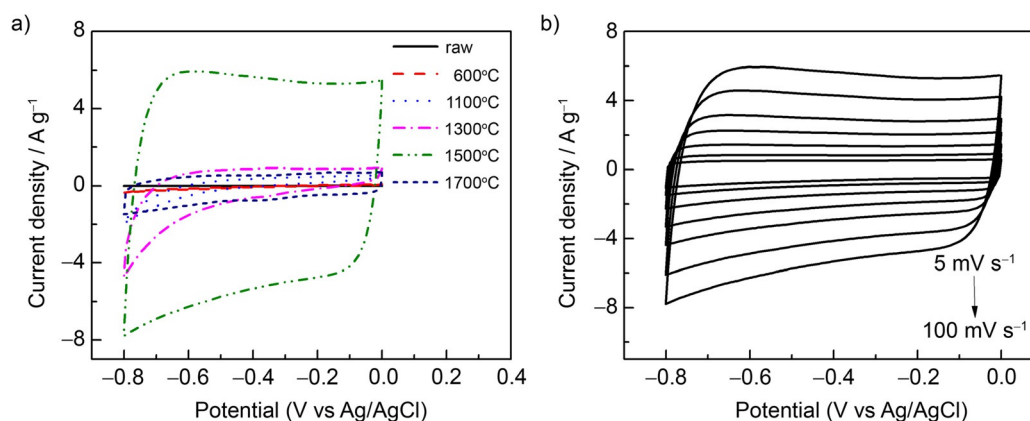 a)
8
4
0
−4
−8
Current density / A g⁻¹
−0.8
−0.6
−0.4
−0.2
0.0
0.2
0.4
Potential (V vs Ag/AgCl)
raw
600°C
1100°C
1300°C
1500°C
1700°C
b)
8
4
0
−4
−8
Current density / A g⁻¹
−0.8
−0.6
−0.4
−0.2
0.0
Potential (V vs Ag/AgCl)
5 mV s⁻¹
100 mV s⁻¹